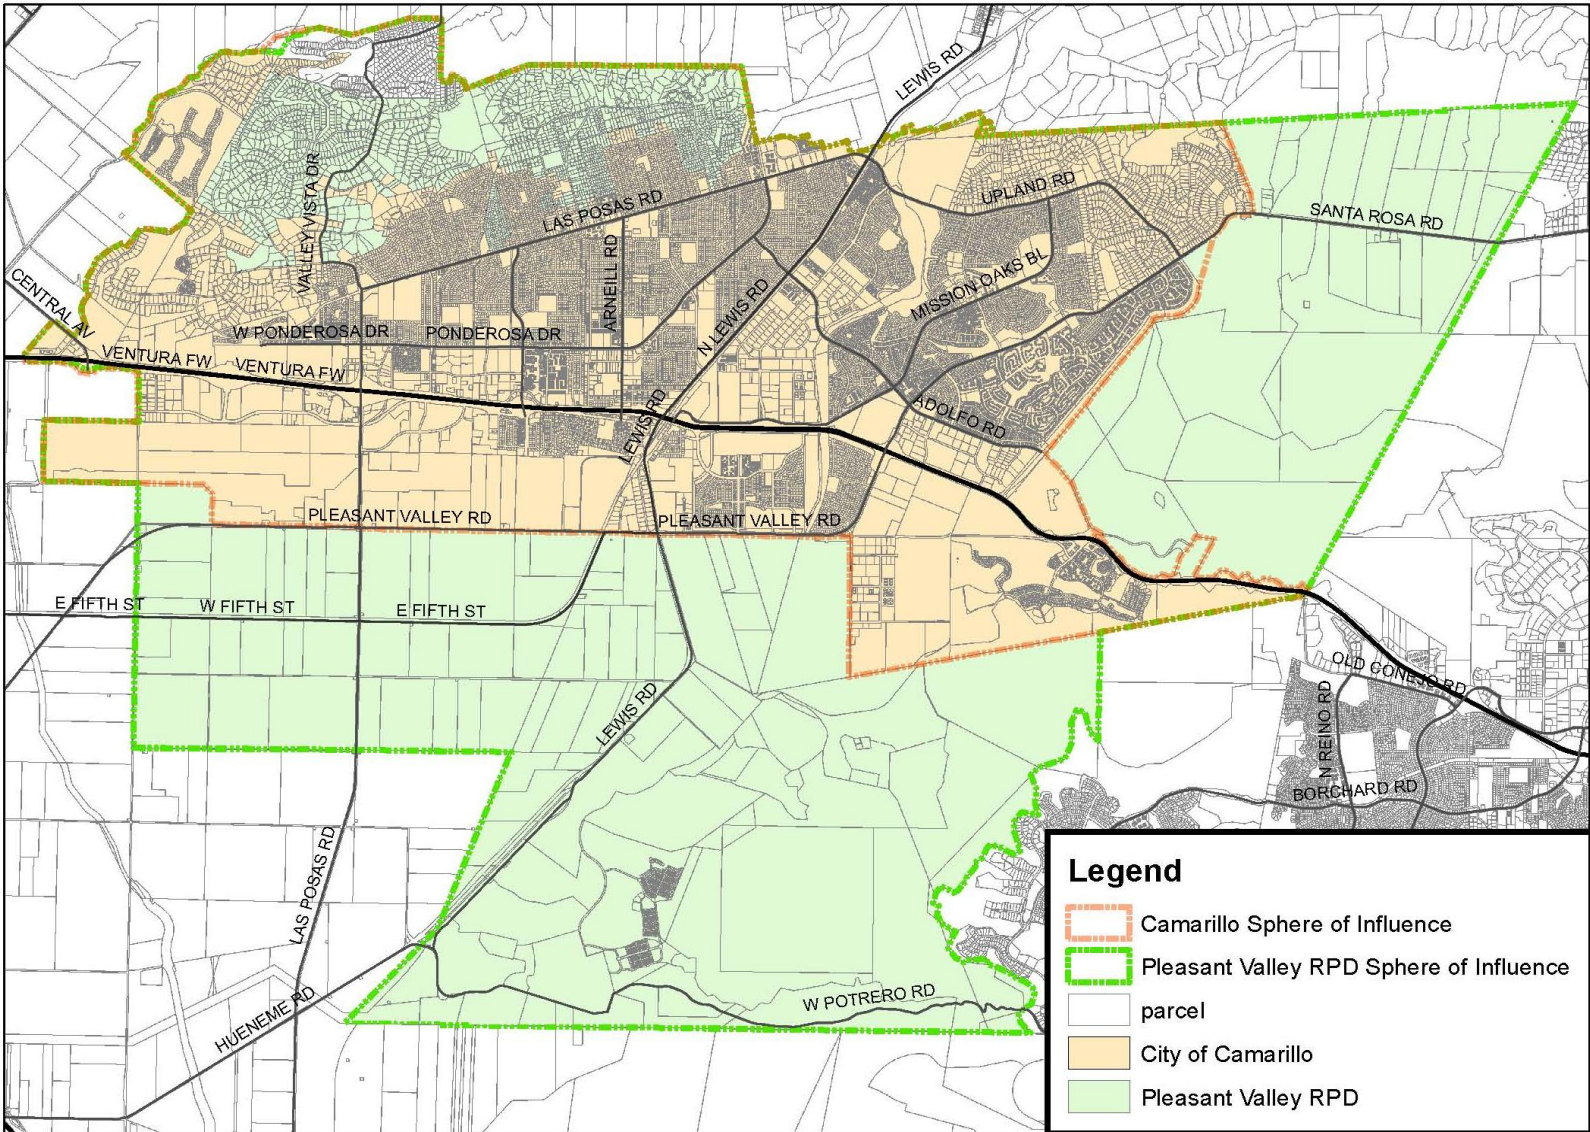 LEWIS RD
UPLAND RD
VALLEY VISTA DR
LAS POSAS RD
SANTA ROSA RD
ARNEILL RD
MISSION OAKS BL
CENTRAL AV
N LEWIS RD
W PONDEROSA DR
PONDEROSA DR
VENTURA FW
VENTURA FW
LEWIS RD
ADOLFO RD
PLEASANT VALLEY RD
PLEASANT VALLEY RD
E FIFTH ST
W FIFTH ST
E FIFTH ST
OLD CONEJO RD
LEWIS RD
N REINO RD
BORCHARD RD
LAS POSAS RD
W POTRERO RD
HUENEME RD
Legend
Camarillo Sphere of Influence
Pleasant Valley RPD Sphere of Influence
parcel
City of Camarillo
Pleasant Valley RPD